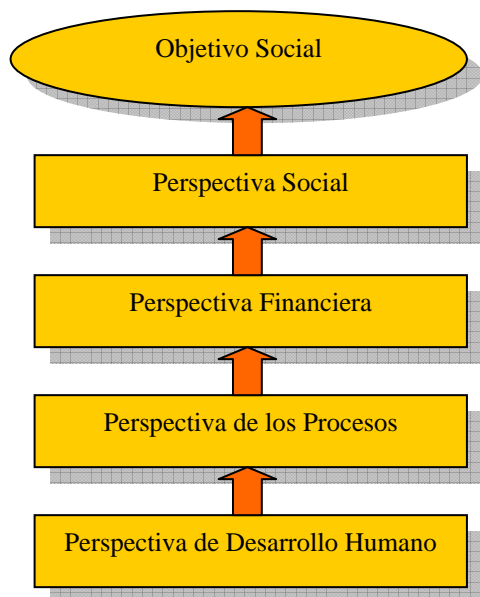 Objetivo Social
Perspectiva Social
Perspectiva Financiera
Perspectiva de los Procesos
Perspectiva de Desarrollo Humano